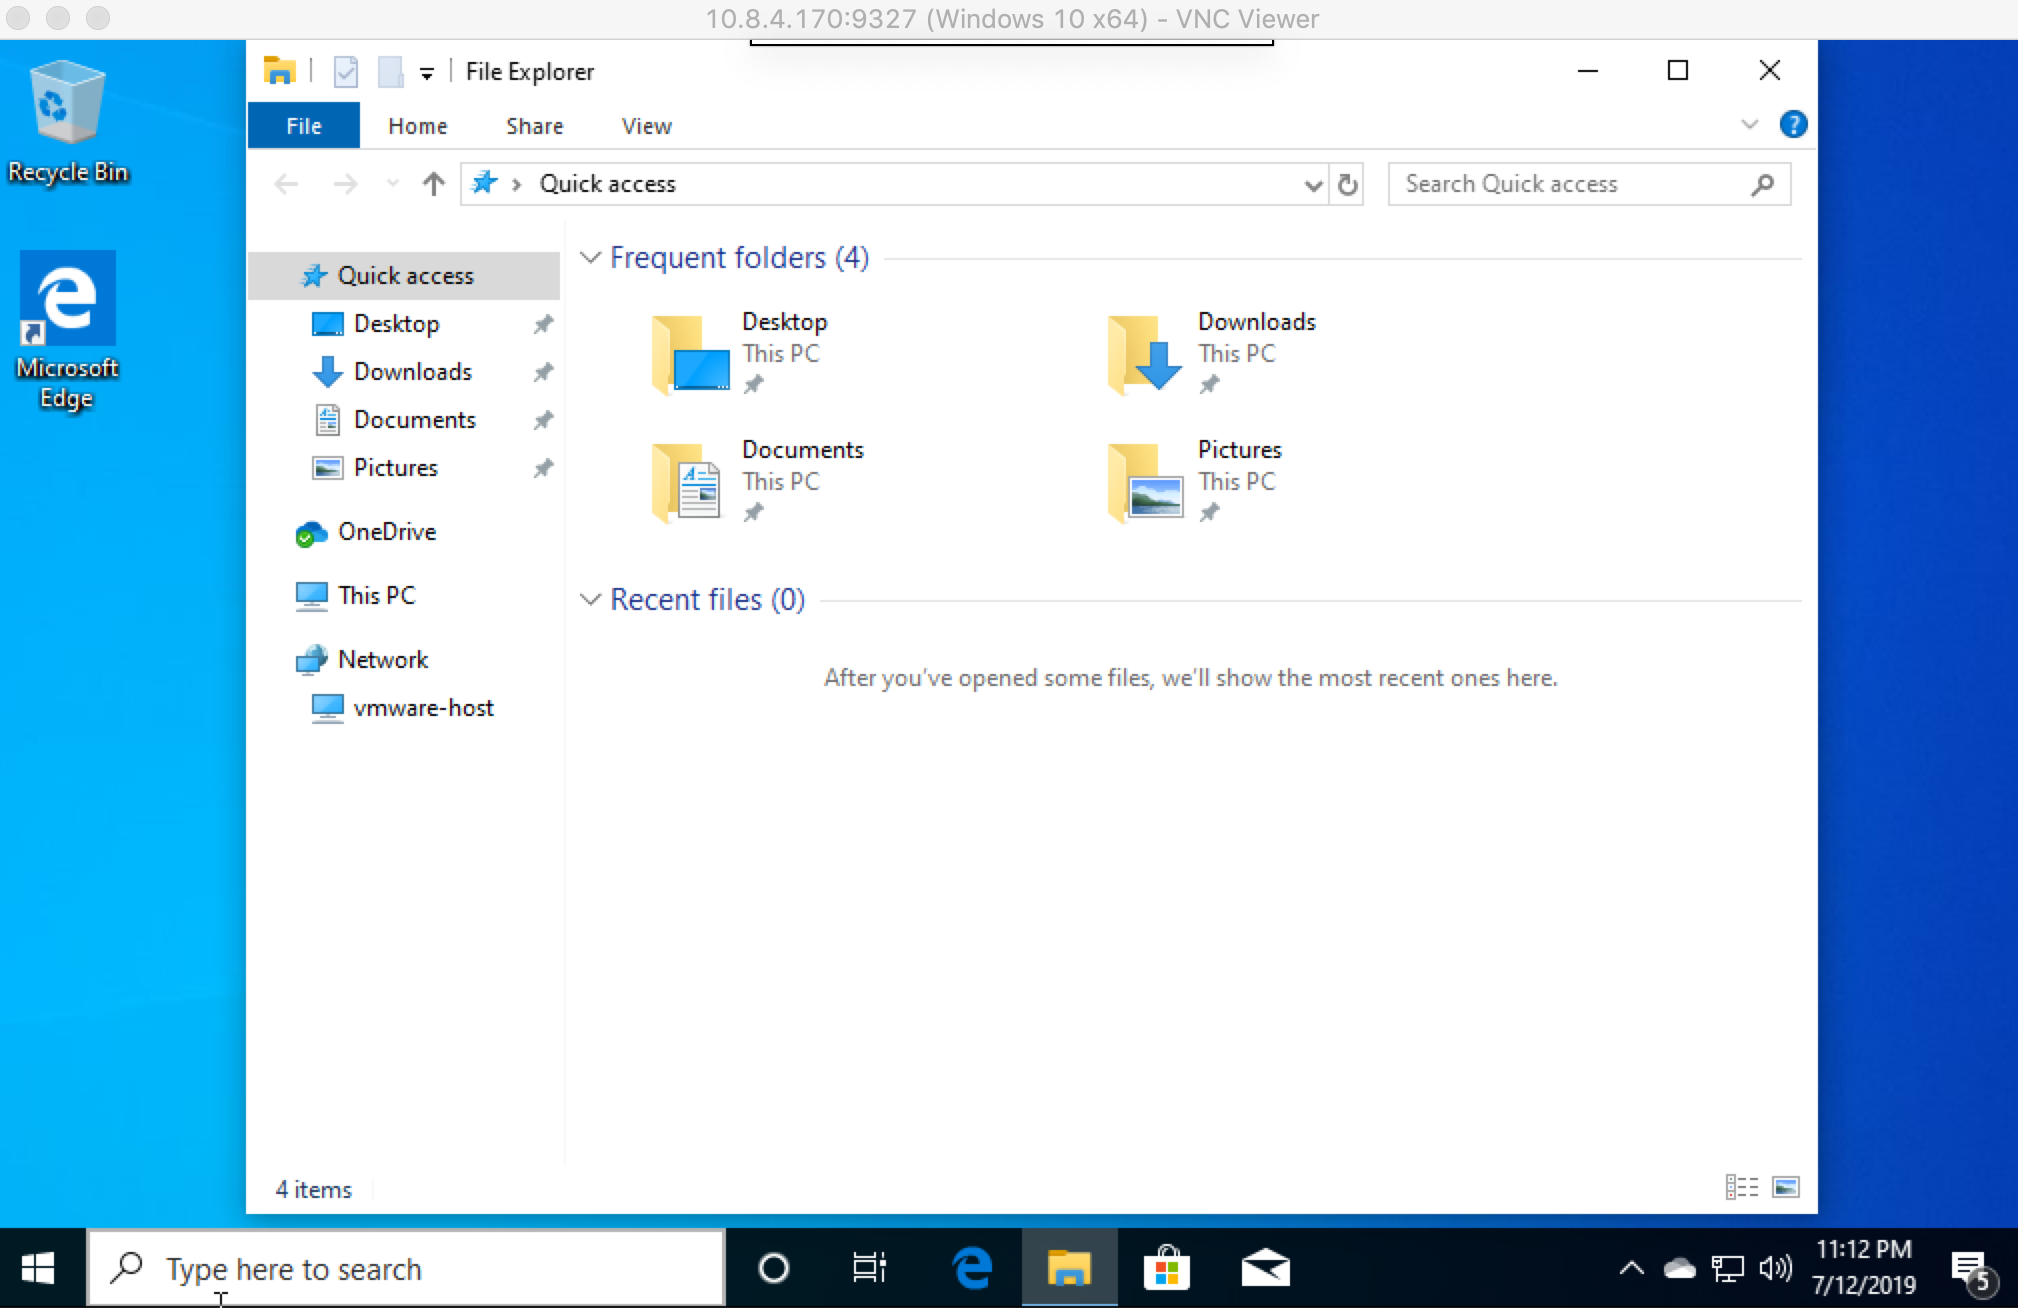 10.8.4.170:9327 (Windows 10 x64) - VNC Viewer
Recycle Bin
Microsoft
Edge
File Explorer
File Home Share View
?
Quick access
Search Quick access
Quick access
Desktop
Downloads
Documents
Pictures
OneDrive
This PC
Network
vmware-host
Frequent folders (4)
Desktop
This PC
Downloads
This PC
Documents
This PC
Pictures
This PC
Recent files (0)
After you've opened some files, we'll show the most recent ones here.
4 items
Type here to search
11:12 PM
7/12/2019
5